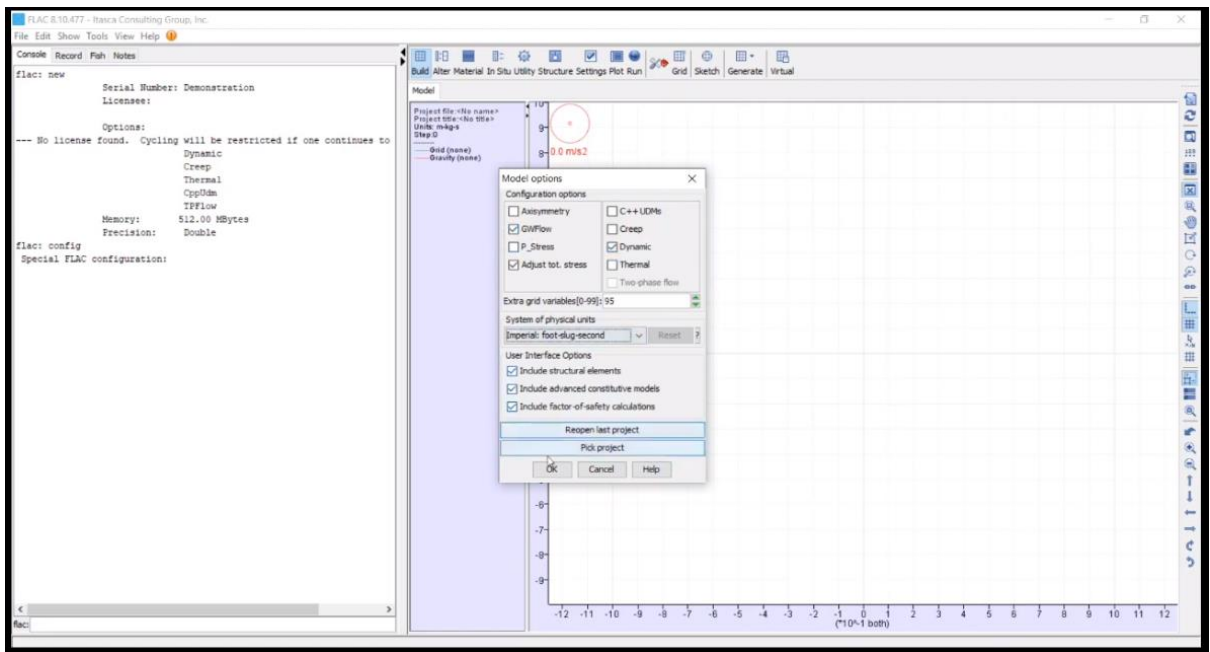 FLAC 8.10.477 - Itasca Consulting Group, Inc.
File Edit Show Tools View Help
Console Record Fish Notes
flac: new
Serial Number: Demonstration
Licensee:
Options:
--- No license found. Cycling will be restricted if one continues to
Dynamic
Creep
Thermal
CppUdm
TPFlow
Memory: 512.00 MBytes
Precision: Double
flac: config
Special FLAC configuration:
flac:
Build Alter Material In Situ Utility Structure Settings Plot Run Grid Sketch Generate Virtual
Model
Project file:<No name>
Project title:<No title>
Units: m-kg-s
Step:0
Grid (none)
Gravity (none)
10
9
8
0.0 m/s2
Model options
Configuration options
Axisymmetry C++ UDMs
GWFlow Creep
P_Stress Dynamic
Adjust tot. stress Thermal
Two-phase flow
Extra grid variables[0-99]: 95
System of physical units
Imperial: foot-slug-second Reset ?
User Interface Options
Include structural elements
Include advanced constitutive models
Include factor-of-safety calculations
Reopen last project
Pick project
OK Cancel Help
-6
-7
-8
-9
-12 -11 -10 -9 -8 -7 -6 -5 -4 -3 -2 -1 0 1 2 3 4 5 6 7 8 9 10 11 12
(*10^-1 both)